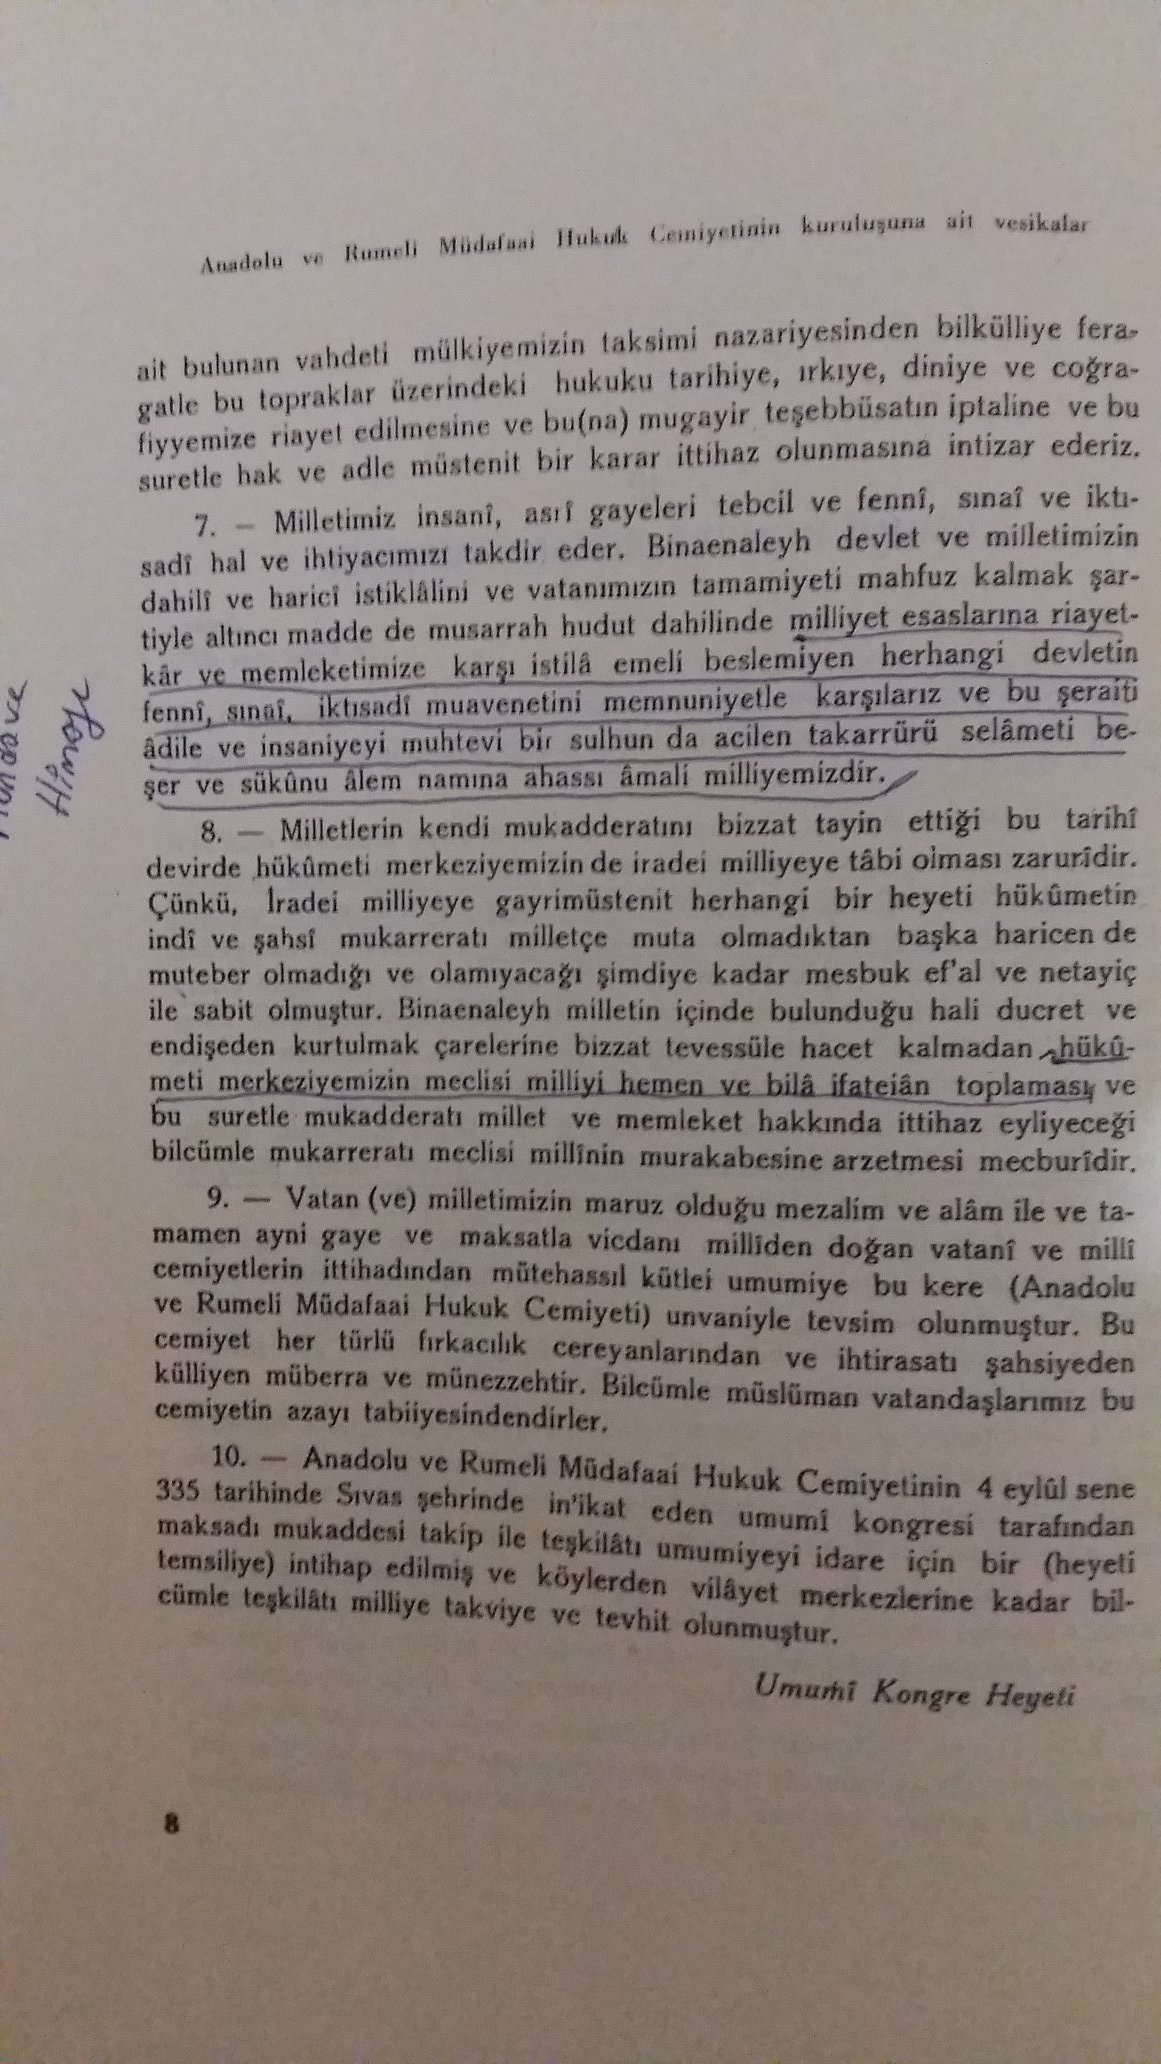 Anadolu ve Rumeli Müdafaai Hukuk Cemiyetinin kuruluşuna ait vesikalar
ait bulunan vahdeti mülkiyemizin taksimi nazariyesinden bilkülliye fera-
gatle bu topraklar üzerindeki hukuku tarihiye, ırkıye, diniye ve coğra-
fiyyemize riayet edilmesine ve bu(na) mugayir teşebbüsatın iptaline ve bu
suretle hak ve adle müstenit bir karar ittihaz olunmasına intizar ederiz.
7. — Milletimiz insanî, asrî gayeleri tebcil ve fennî, sınaî ve iktı-
sadî hal ve ihtiyacımızı takdir eder. Binaenaleyh devlet ve milletimizin
dahilî ve haricî istiklâlini ve vatanımızın tamamiyeti mahfuz kalmak şar-
tiyle altıncı madde de musarrah hudut dahilinde milliyet esaslarına riayet-
kâr ve memleketimize karşı istilâ emeli beslemiyen herhangi devletin
fennî, sınaî, iktısadî muavenetini memnuniyetle karşılarız ve bu şeraiti
âdile ve insaniyeyi muhtevi bir sulhun da acilen takarrürü selâmeti be-
şer ve sükûnu âlem namına ahassı âmali milliyemizdir.
Himaye
8. — Milletlerin kendi mukadderatını bizzat tayin ettiği bu tarihî
devirde hükûmeti merkeziyemizin de iradei milliyeye tâbi olması zarurîdir.
Çünkü, İradei milliyeye gayrimüstenit herhangi bir heyeti hükûmetin
indî ve şahsî mukarreratı milletçe muta olmadıktan başka haricen de
muteber olmadığı ve olamıyacağı şimdiye kadar mesbuk ef'al ve netayiç
ile sabit olmuştur. Binaenaleyh milletin içinde bulunduğu hali ducret ve
endişeden kurtulmak çarelerine bizzat tevessüle hacet kalmadan hükû-
meti merkeziyemizin meclisi milliyi hemen ve bilâ ifateiân toplaması ve
bu suretle mukadderatı millet ve memleket hakkında ittihaz eyliyeceği
bilcümle mukarreratı meclisi millînin murakabesine arzetmesi mecburîdir.
9. — Vatan (ve) milletimizin maruz olduğu mezalim ve alâm ile ve ta-
mamen ayni gaye ve maksatla vicdanı millîden doğan vatanî ve millî
cemiyetlerin ittihadından mütehassıl kütlei umumiye bu kere (Anadolu
ve Rumeli Müdafaai Hukuk Cemiyeti) unvaniyle tevsim olunmuştur. Bu
cemiyet her türlü fırkacılık cereyanlarından ve ihtirasatı şahsiyeden
külliyen müberra ve münezzehtir. Bilcümle müslüman vatandaşlarımız bu
cemiyetin azayı tabiiyesindendirler.
10. — Anadolu ve Rumeli Müdafaai Hukuk Cemiyetinin 4 eylûl sene
335 tarihinde Sıvas şehrinde in'ikat eden umumî kongresi tarafından
maksadı mukaddesi takip ile teşkilâtı umumiyeyi idare için bir (heyeti
temsiliye) intihap edilmiş ve köylerden vilâyet merkezlerine kadar bil-
cümle teşkilâtı milliye takviye ve tevhit olunmuştur.
Umumî Kongre Heyeti
8